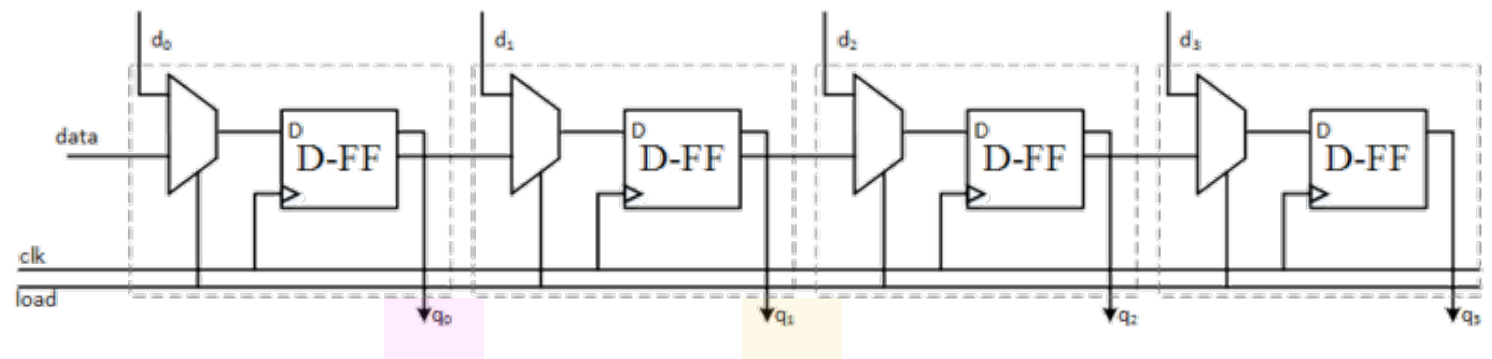 d₀ d₁ d₂ d₃
data D D D D
D-FF D-FF D-FF D-FF
clk
load
q₀ q₁ q₂ q₃